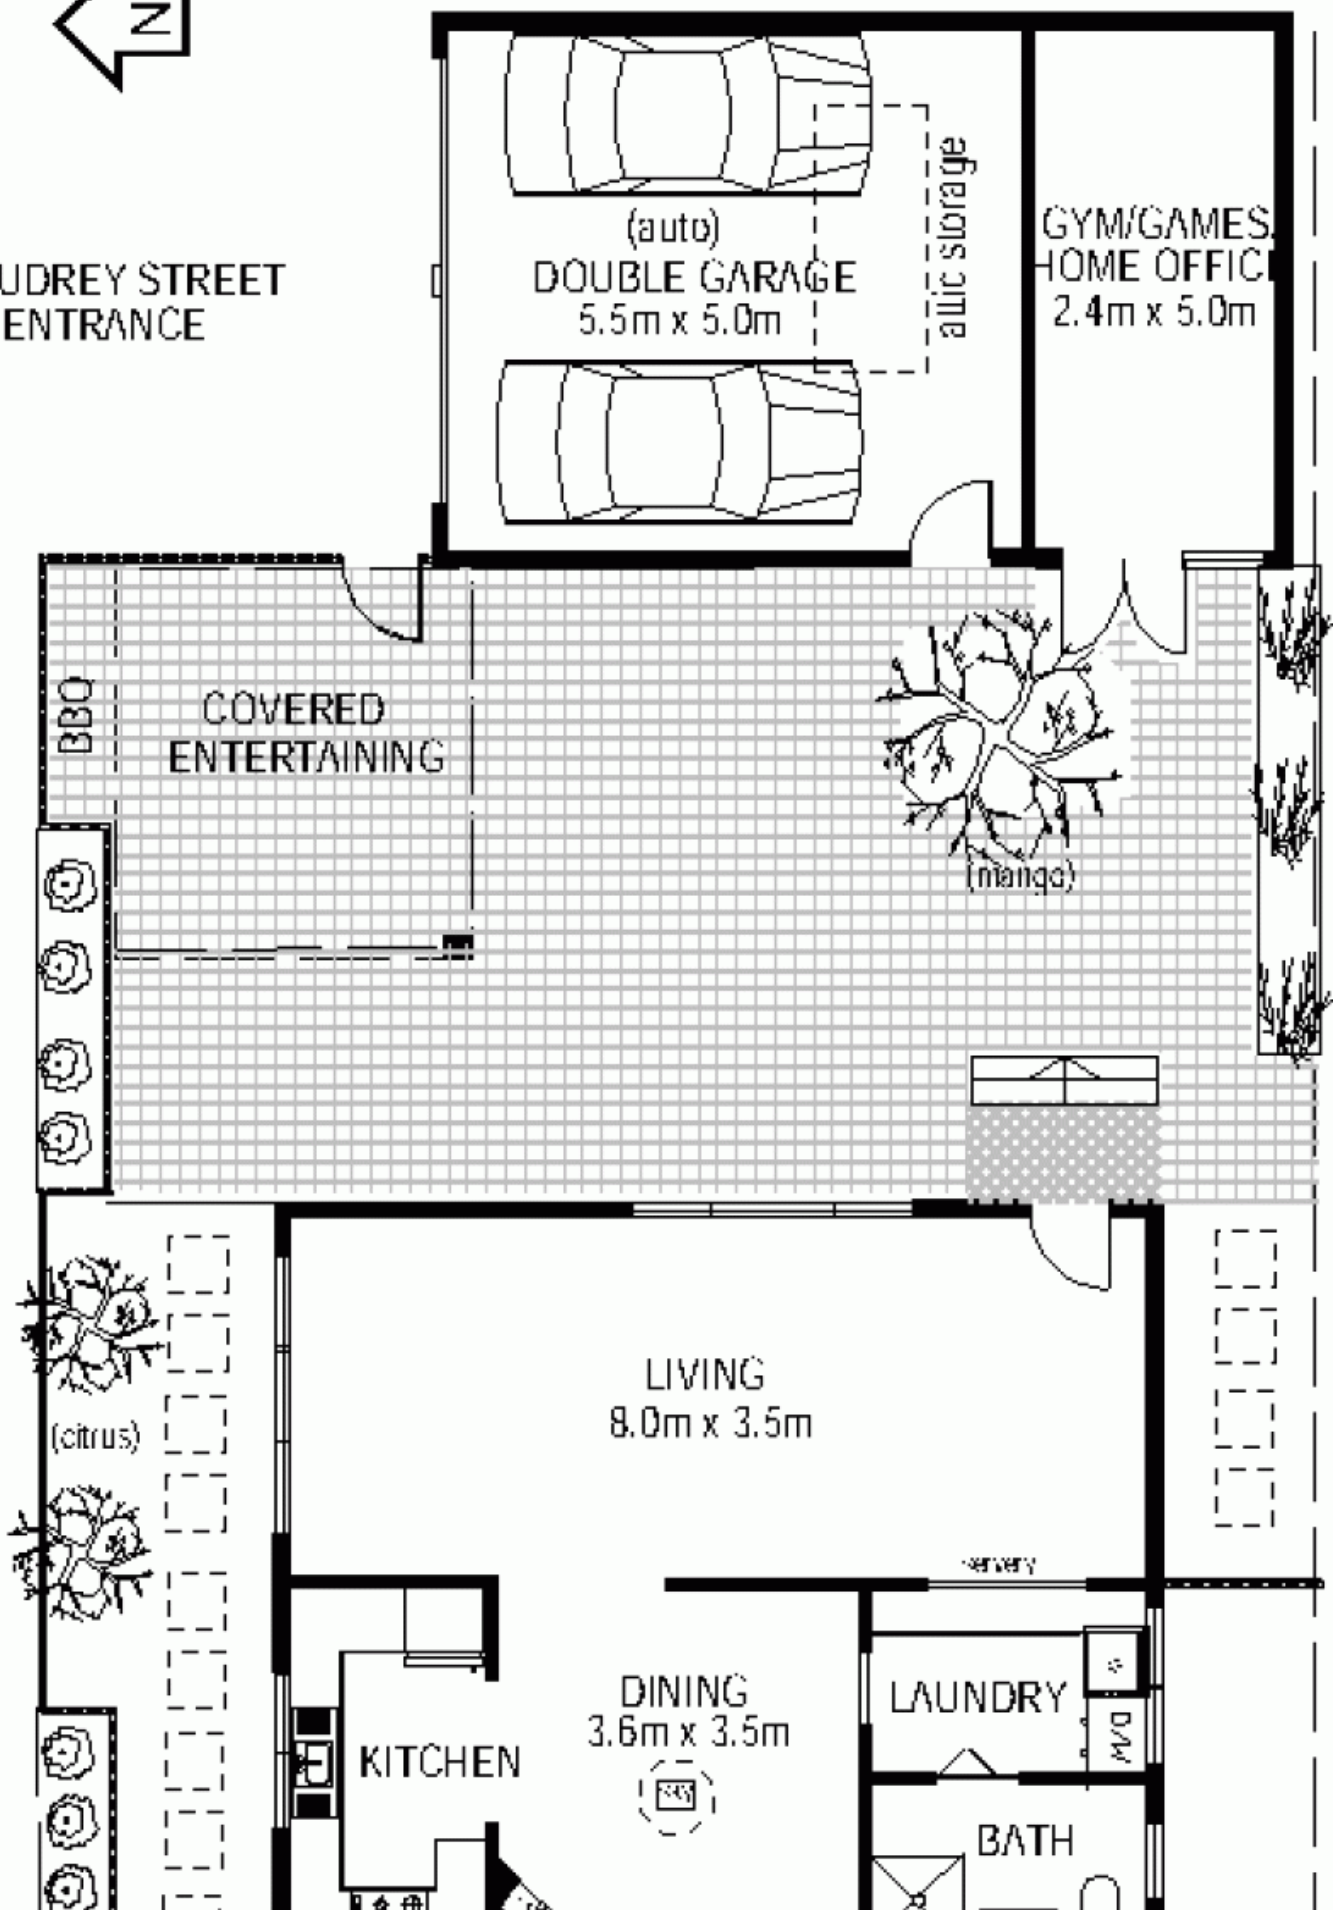 N
UDREY STREET
ENTRANCE
(auto)
DOUBLE GARAGE
5.5m x 5.0m
attic storage
GYM/GAMES
HOME OFFIC
2.4m x 5.0m
BBQ
COVERED
ENTERTAINING
(mango)
LIVING
8.0m x 3.5m
(citrus)
servery
DINING
3.6m x 3.5m
LAUNDRY
D/W
KITCHEN
BATH